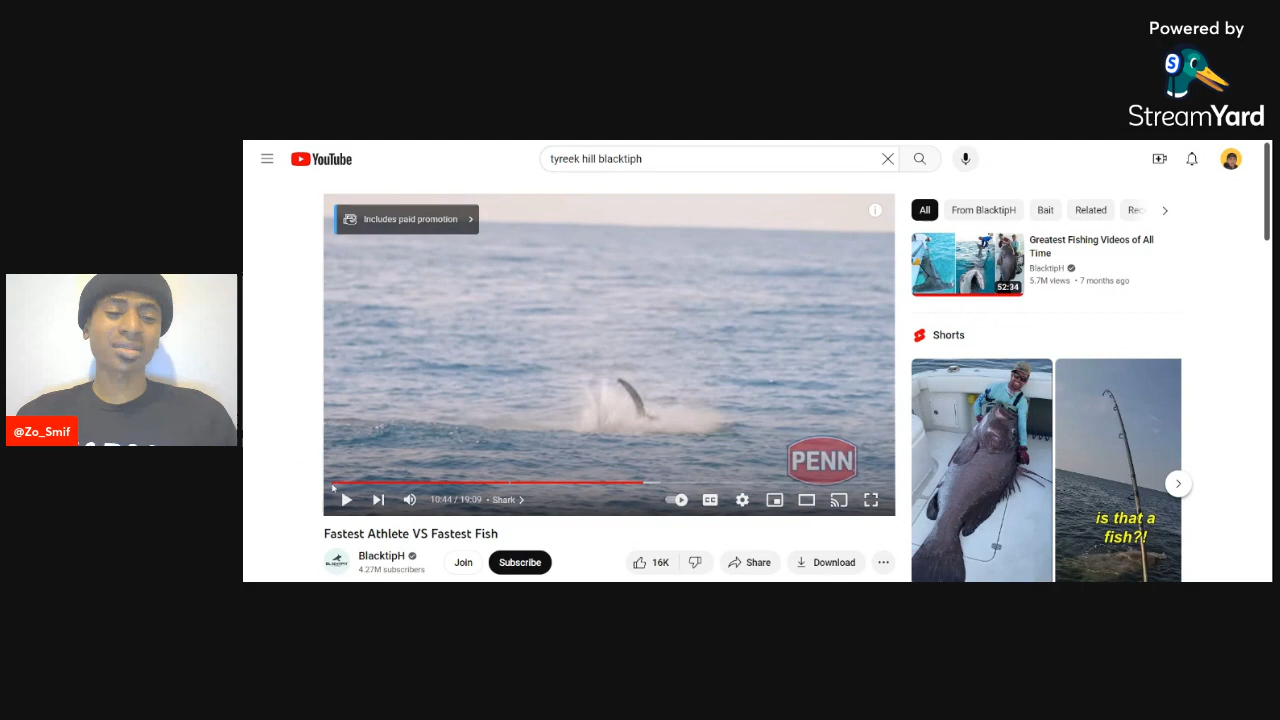 Powered by
S
StreamYard
YouTube
tyreek hill blacktiph
Includes paid promotion
PENN
10:44 / 19:09 • Shark
CC
Fastest Athlete VS Fastest Fish
BlacktipH
4.27M subscribers
Join
Subscribe
16K
Share
Download
All
From BlacktipH
Bait
Related
Greatest Fishing Videos of All
Time
BlacktipH
5.7M views • 7 months ago
52:34
Shorts
is that a
fish?!
@Zo_Smif